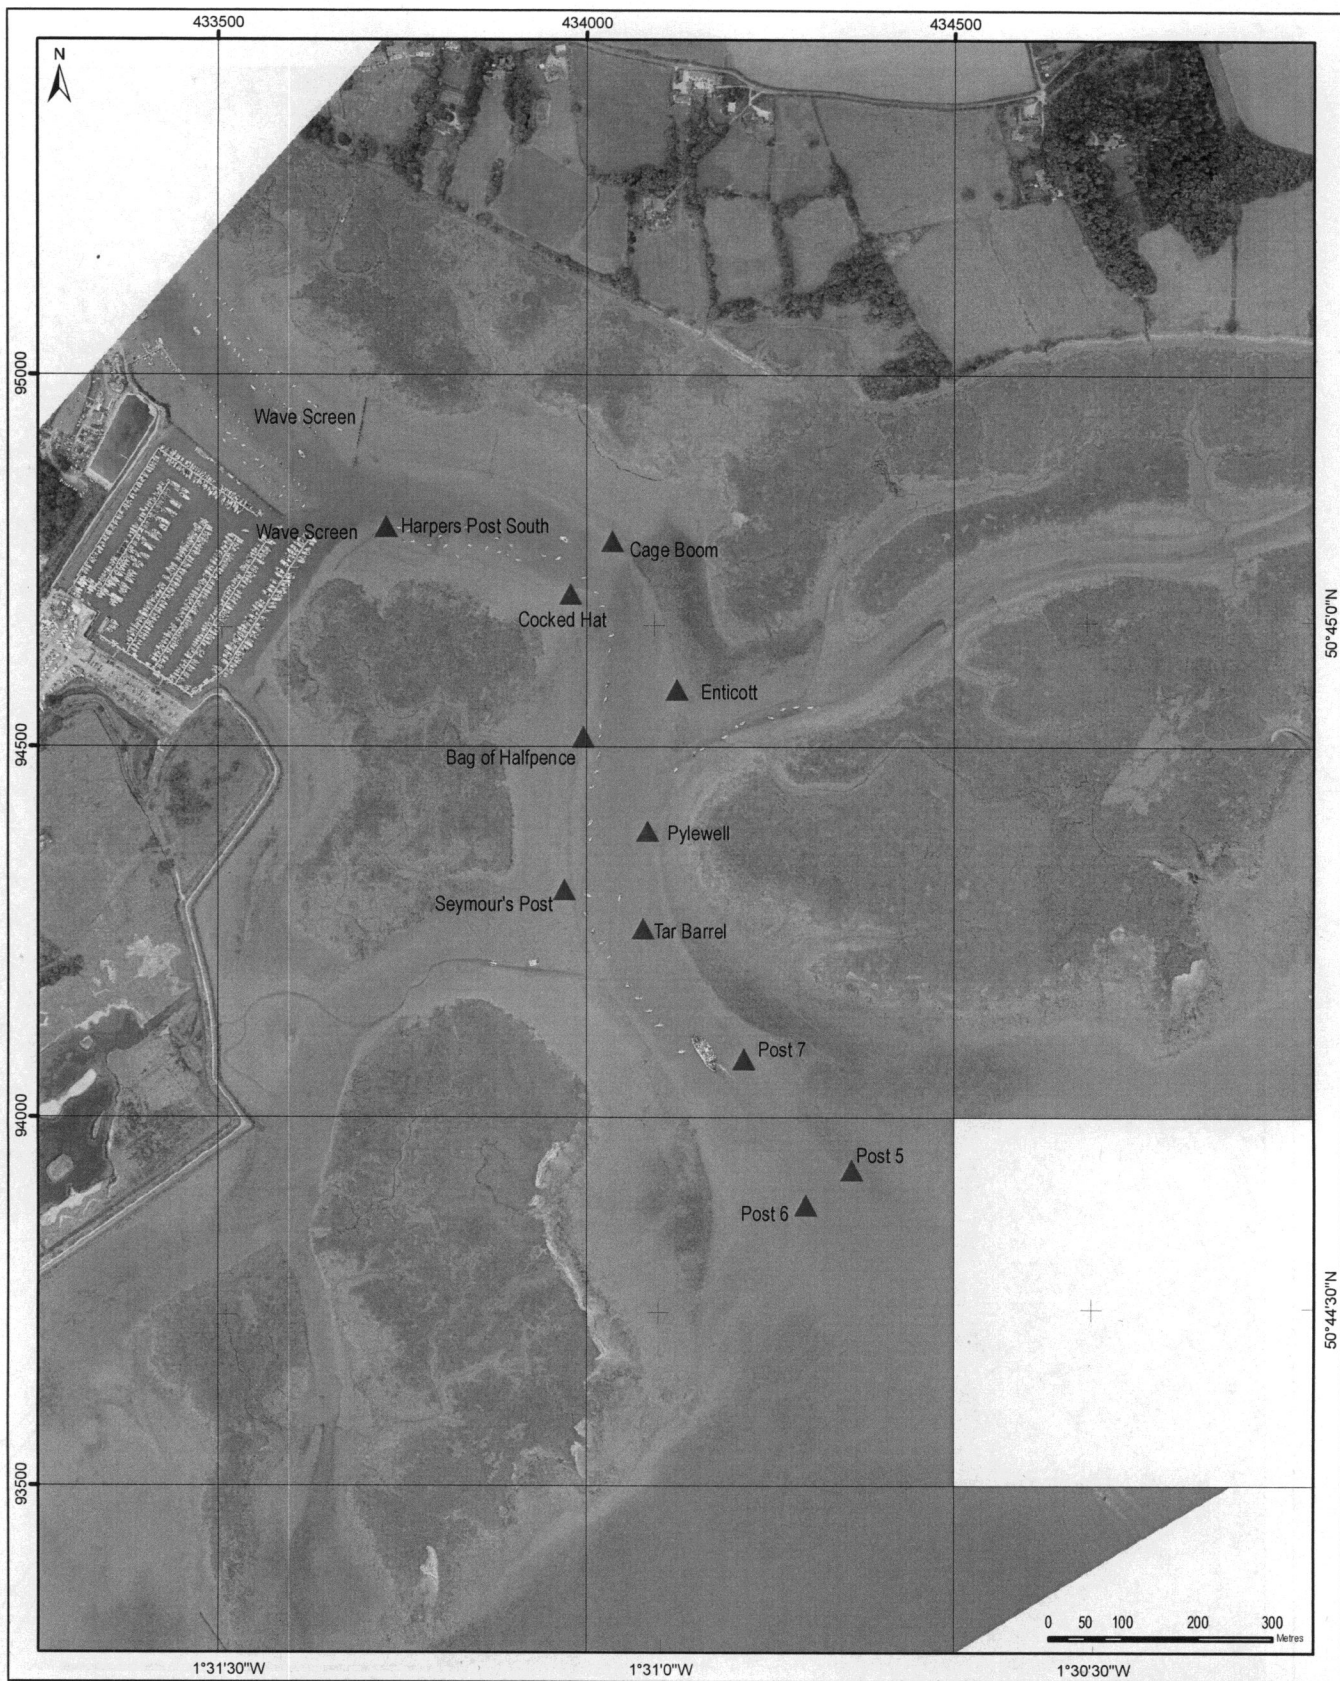 433500 434000 434500
N
95000
Wave Screen
Wave Screen
Harpers Post South
Cage Boom
Cocked Hat
50°45'0"N
Enticott
94500
Bag of Halfpence
Pylewell
Seymour's Post
Tar Barrel
Post 7
94000
Post 5
Post 6
50°44'30"N
93500
0 50 100 200 300
Metres
1°31'30"W 1°31'0"W 1°30'30"W